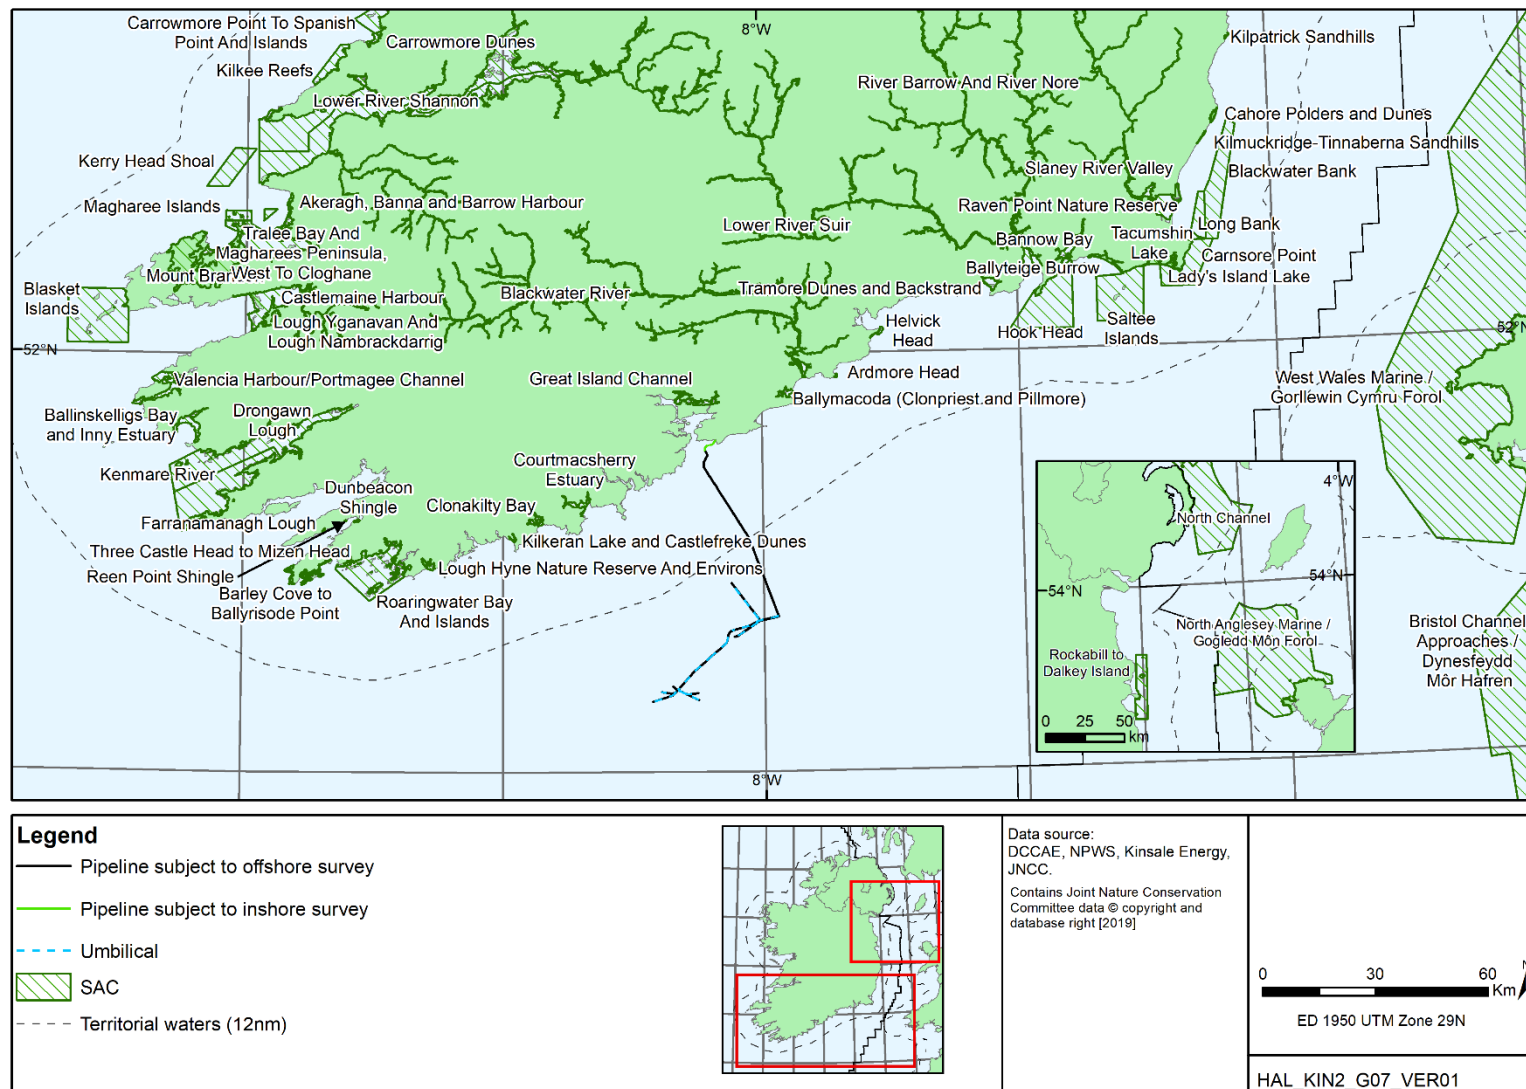 Carrowmore Point To Spanish
Point And Islands
Carrowmore Dunes
8°W
Kilkee Reefs
Lower River Shannon
River Barrow And River Nore
Kilpatrick Sandhills
Cahore Polders and Dunes
Kilmuckridge-Tinnaberna Sandhills
Blackwater Bank
Kerry Head Shoal
Slaney River Valley
Magharee Islands
Akeragh, Banna and Barrow Harbour
Raven Point Nature Reserve
Lower River Suir
Long Bank
Tralee Bay And
Magharees Peninsula,
West To Cloghane
Mount Bran
Bannow Bay
Tacumshin
Lake
Carnsore Point
Lady's Island Lake
Ballyteige Burrow
Blasket
Islands
Castlemaine Harbour
Blackwater River
Tramore Dunes and Backstrand
Lough Yganavan And
Lough Nambrackdarrig
Helvick
Head
Hook Head
Saltee
Islands
52°N
52°N
Valencia Harbour/Portmagee Channel
Great Island Channel
Ardmore Head
West Wales Marine /
Gorllewin Cymru Forol
Ballymacoda (Clonpriest and Pillmore)
Ballinskelligs Bay
and Inny Estuary
Drongawn
Lough
Kenmare River
Courtmacsherry
Estuary
Dunbeacon
Shingle
Clonakilty Bay
Farranamanagh Lough
Kilkeran Lake and Castlefreke Dunes
Three Castle Head to Mizen Head
Lough Hyne Nature Reserve And Environs
Reen Point Shingle
Barley Cove to
Ballyrisode Point
Roaringwater Bay
And Islands
4°W
North Channel
54°N
54°N
North Anglesey Marine /
Gogledd Môn Forol
Rockabill to
Dalkey Island
0 25 50
km
Bristol Channel
Approaches /
Dynesfeydd
Môr Hafren
8°W
Legend
Pipeline subject to offshore survey
Pipeline subject to inshore survey
Umbilical
SAC
Territorial waters (12nm)
Data source:
DCCAE, NPWS, Kinsale Energy,
JNCC.
Contains Joint Nature Conservation
Committee data © copyright and
database right [2019]
0 30 60
Km
ED 1950 UTM Zone 29N
HAL_KIN2_G07_VER01